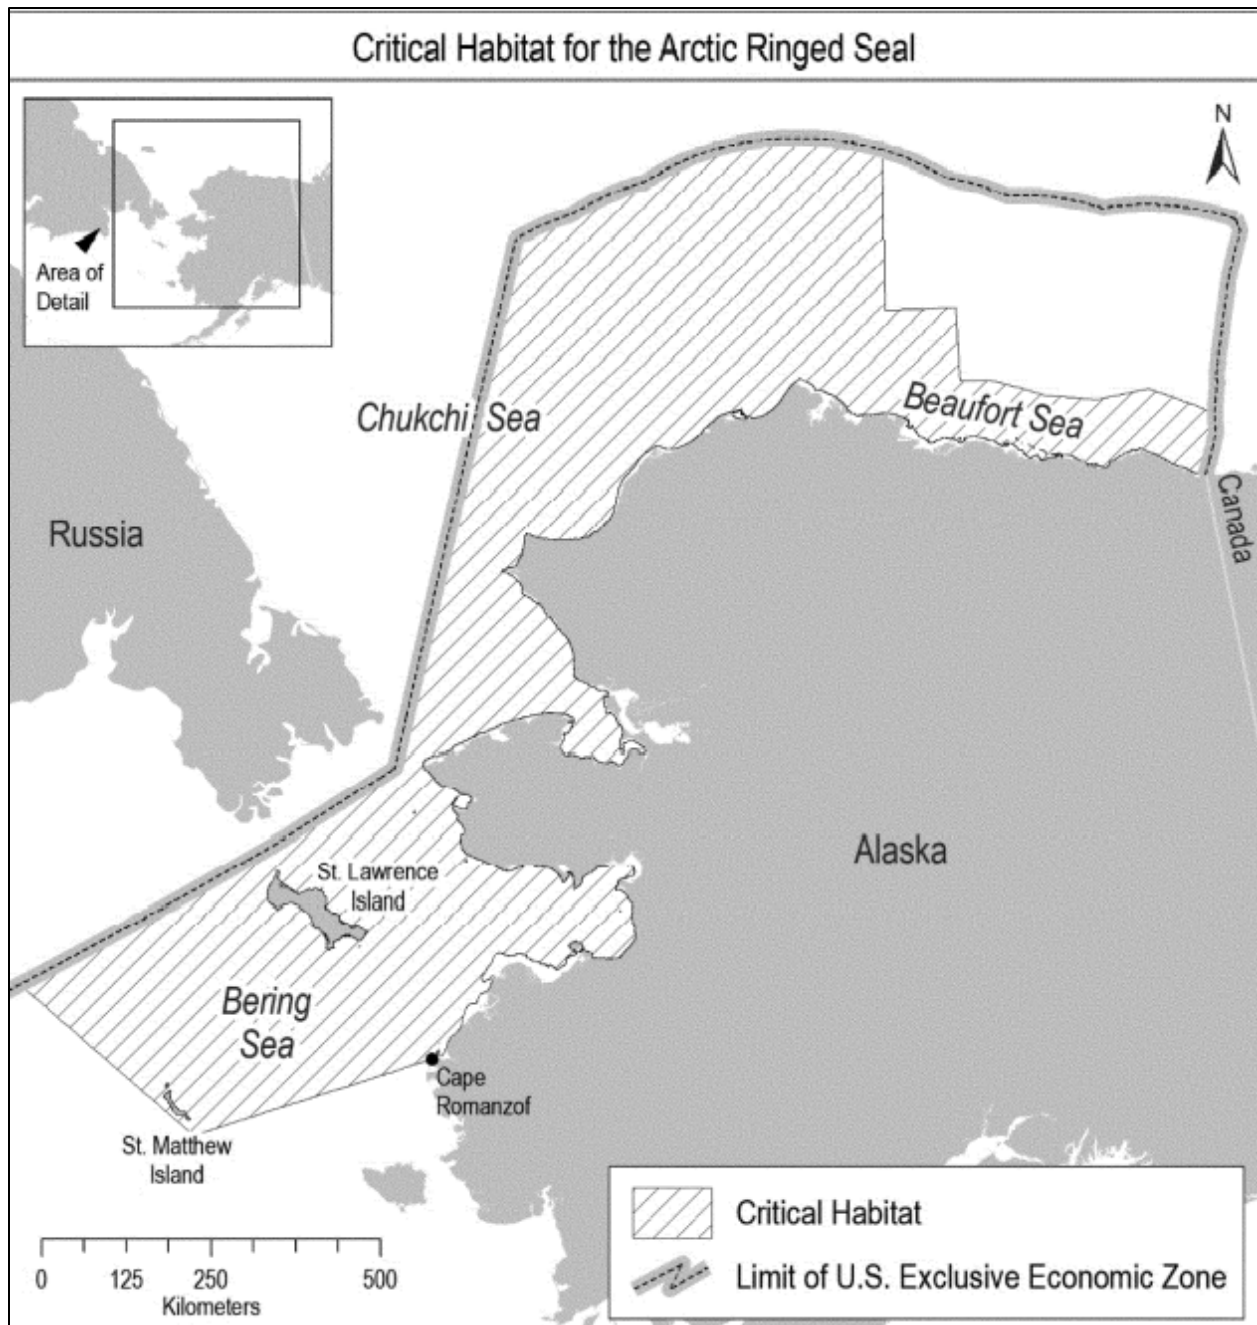 Critical Habitat for the Arctic Ringed Seal
N
Area of
Detail
Chukchi Sea
Beaufort Sea
Russia
Canada
Alaska
St. Lawrence
Island
Bering
Sea
Cape
Romanzof
St. Matthew
Island
0 125 250 500
Kilometers
Critical Habitat
Limit of U.S. Exclusive Economic Zone